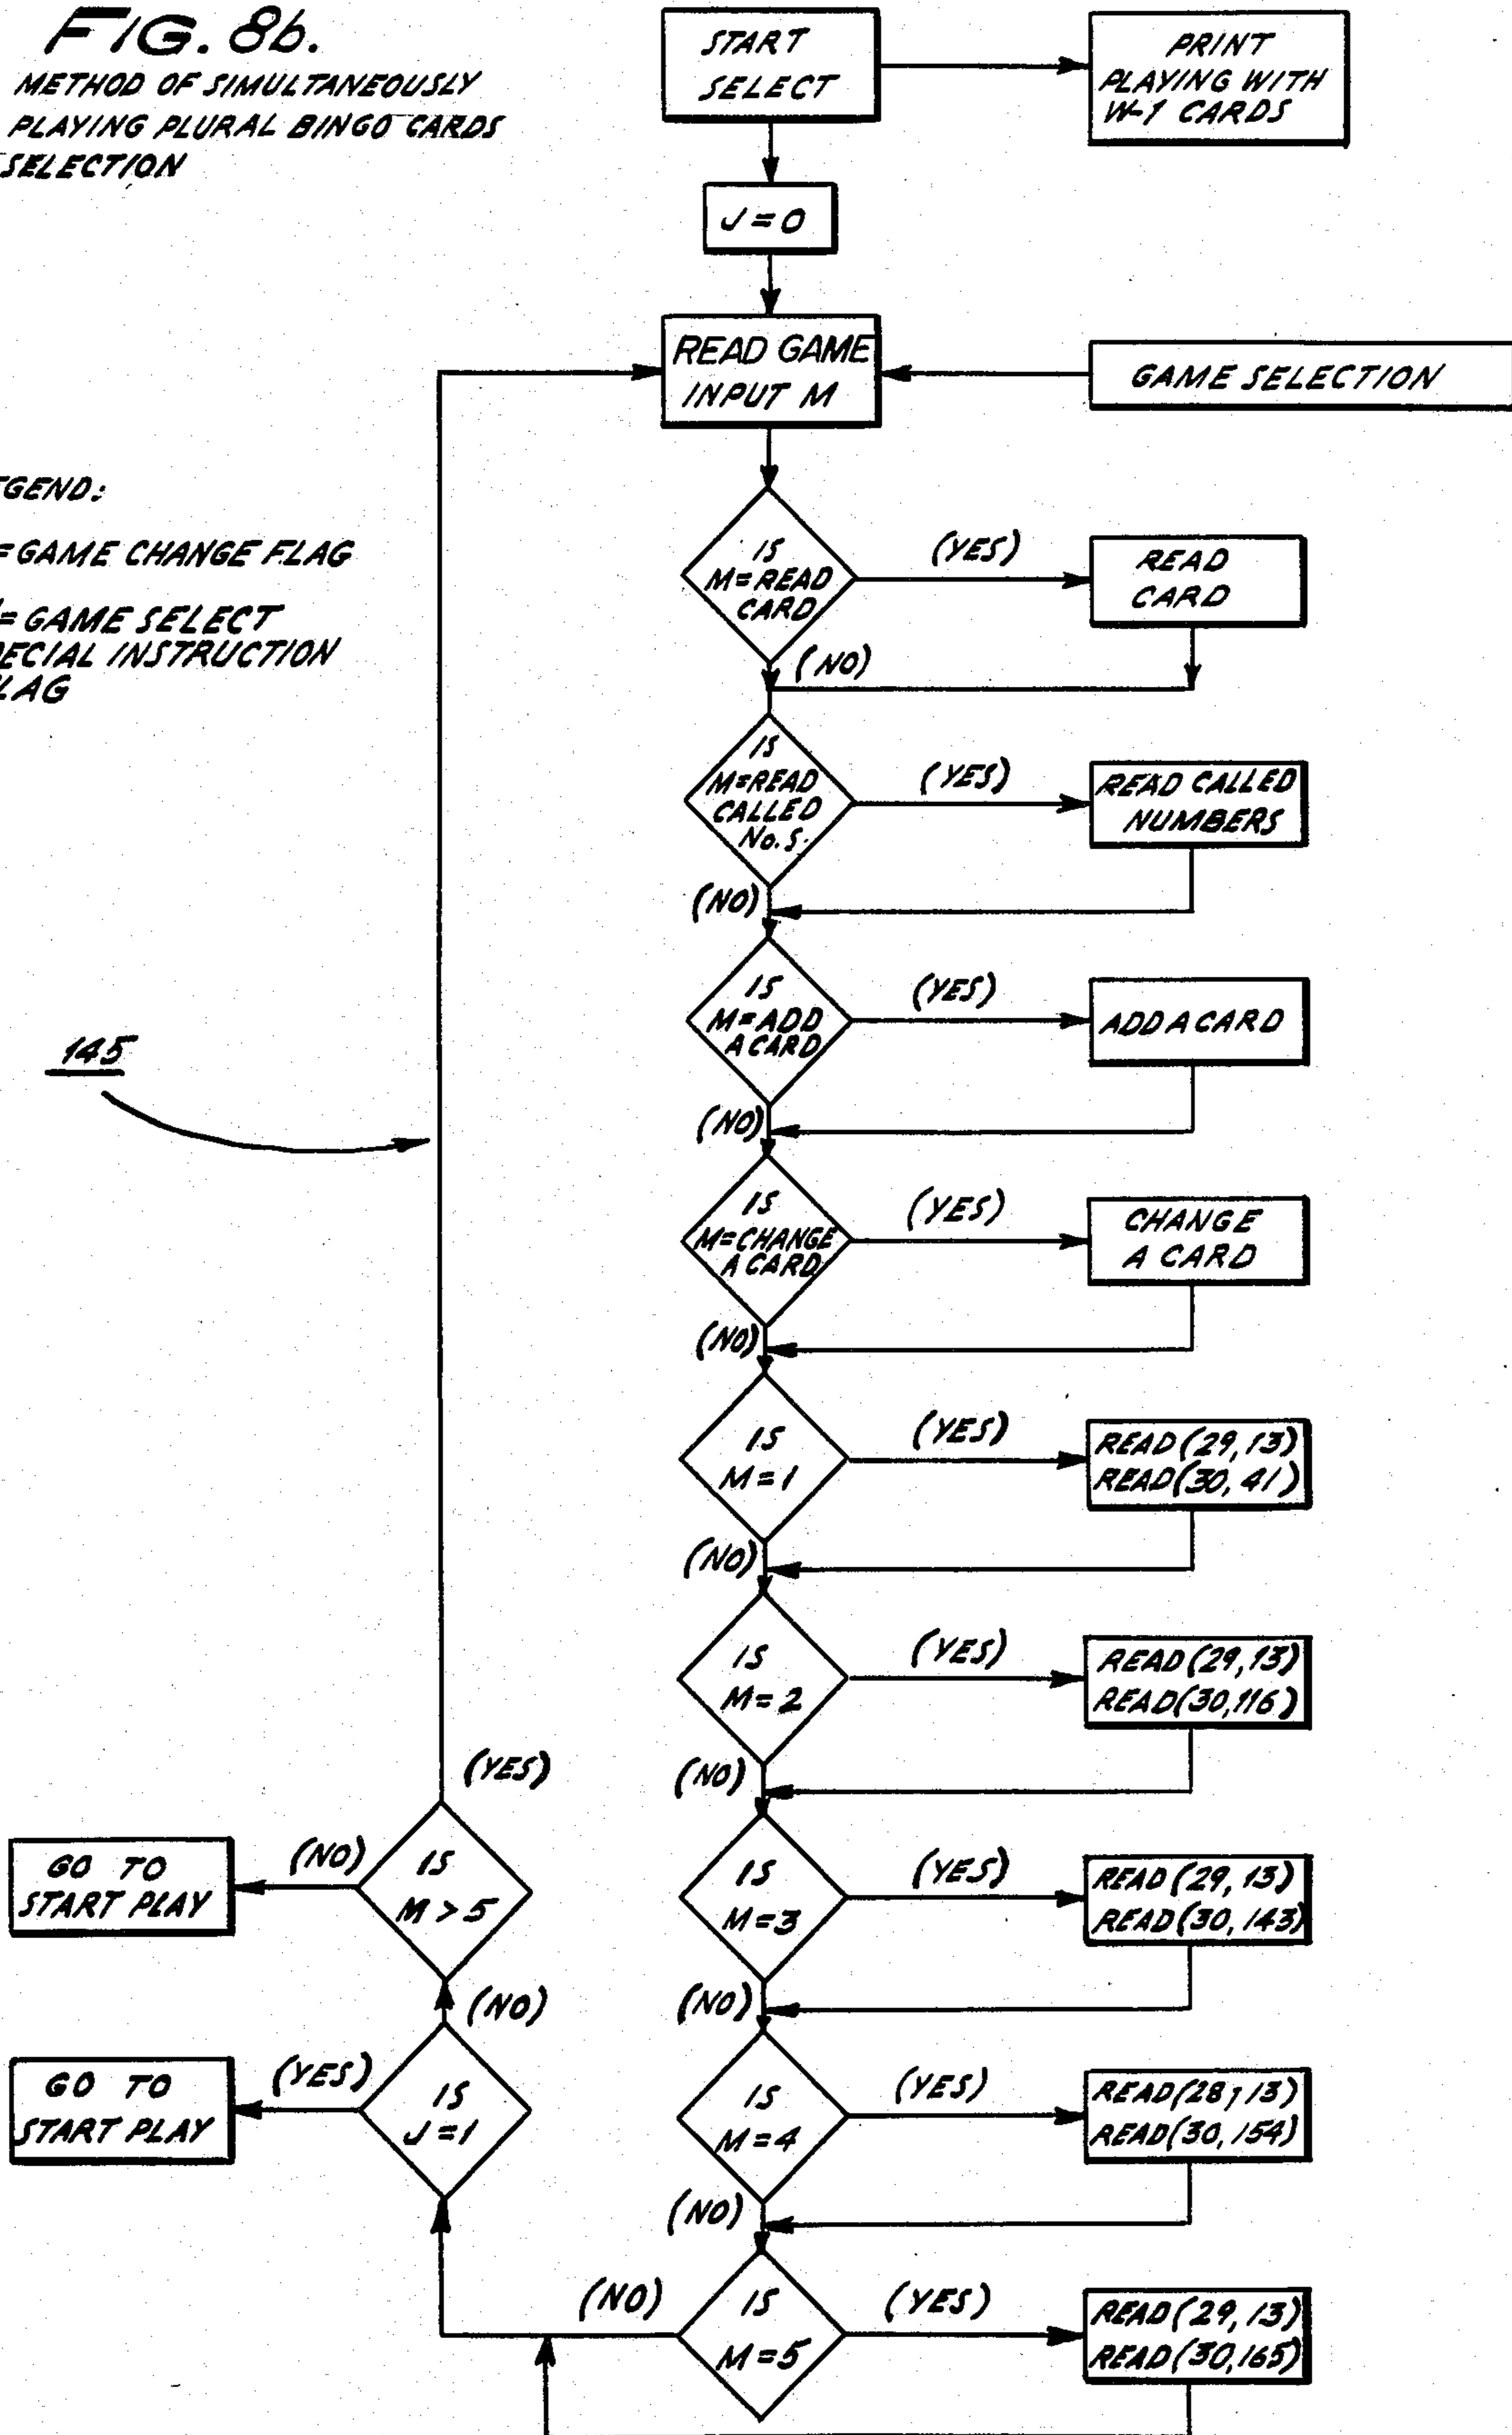 FIG. 8b.
METHOD OF SIMULTANEOUSLY
PLAYING PLURAL BINGO CARDS
SELECTION
START
SELECT
PRINT
PLAYING WITH
W-1 CARDS
J=0
READ GAME
INPUT M
GAME SELECTION
EGEND:
= GAME CHANGE FLAG
= GAME SELECT
PECIAL INSTRUCTION
LAG
IS
M=READ
CARD
(YES)
READ
CARD
(NO)
IS
M=READ
CALLED
No.S.
(YES)
READ CALLED
NUMBERS
(NO)
IS
M=ADD
A CARD
(YES)
ADD A CARD
(NO)
145
IS
M=CHANGE
A CARD
(YES)
CHANGE
A CARD
(NO)
IS
M=1
(YES)
READ(29,13)
READ(30,41)
(NO)
IS
M=2
(YES)
READ(29,13)
READ(30,116)
(NO)
IS
M=3
(YES)
READ(29,13)
READ(30,143)
(NO)
IS
M=4
(YES)
READ(28,13)
READ(30,154)
(NO)
IS
M=5
(YES)
READ(29,13)
READ(30,165)
(NO)
IS
J=1
(YES)
GO TO
START PLAY
(NO)
IS
M>5
(NO)
GO TO
START PLAY
(YES)